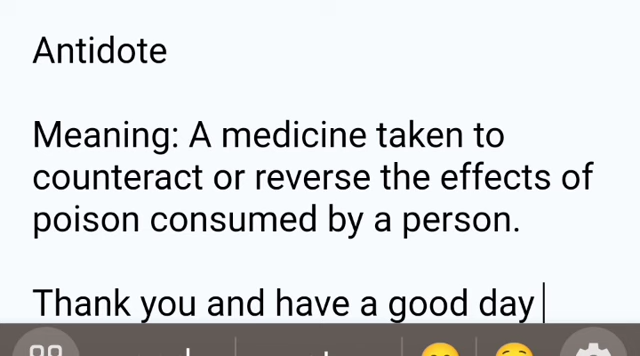 Antidote
Meaning: A medicine taken to
counteract or reverse the effects of
poison consumed by a person.
Thank you and have a good day